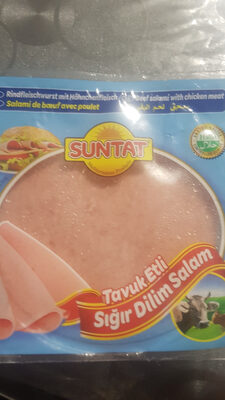 Rindfleischwurst mit Hähnchenfleisch
Beef salami with chicken meat
Salami de bœuf avec poulet
SUNTAT
Tavuk Etli
Sığır Dilim Salam